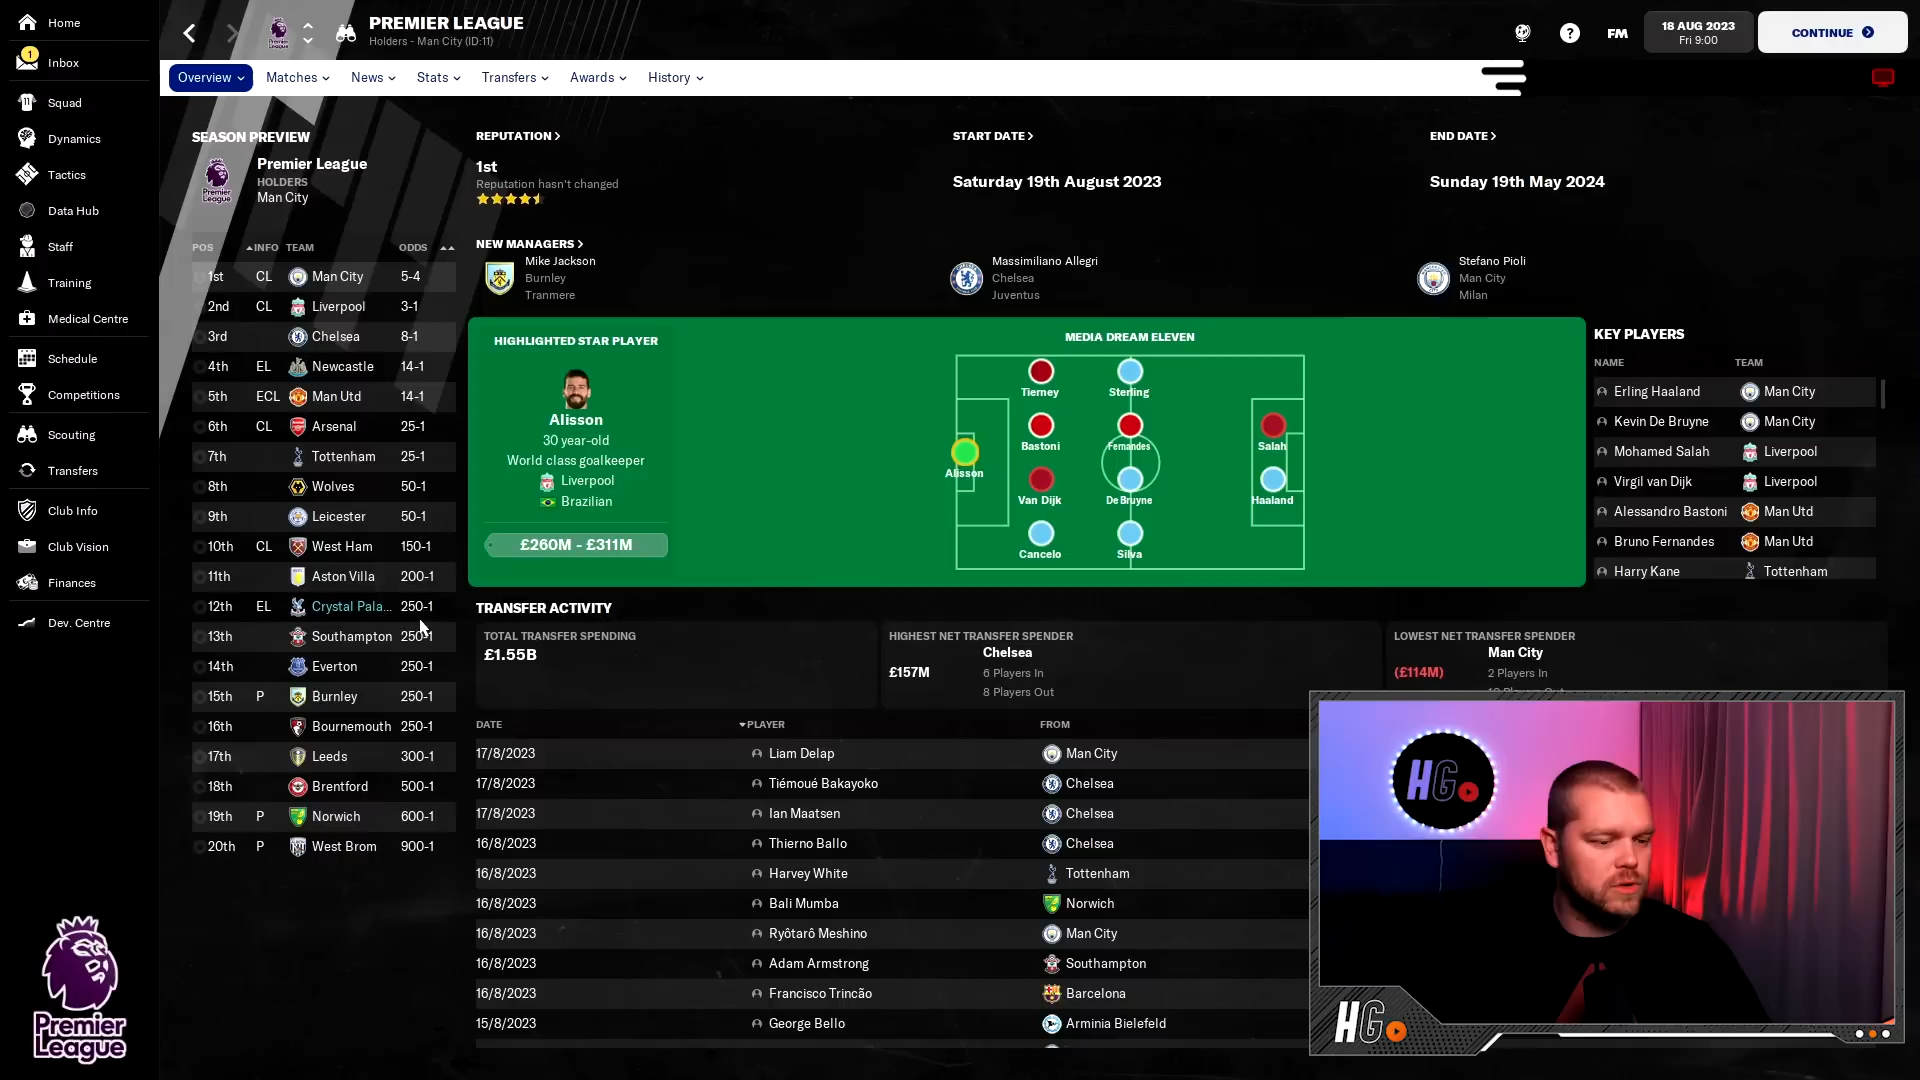 Home
1
Inbox
Squad
Dynamics
Tactics
Data Hub
Staff
Training
Medical Centre
Schedule
Competitions
Scouting
Transfers
Club Info
Club Vision
Finances
Dev. Centre
Premier
League
PREMIER LEAGUE
Holders - Man City (ID:11)
?
FM
18 AUG 2023
Fri 9:00
CONTINUE
Overview
Matches
News
Stats
Transfers
Awards
History
SEASON PREVIEW
Premier League
HOLDERS
Man City
REPUTATION >
1st
Reputation hasn't changed
START DATE >
Saturday 19th August 2023
END DATE >
Sunday 19th May 2024
NEW MANAGERS >
Mike Jackson
Burnley
Tranmere
Massimiliano Allegri
Chelsea
Juventus
Stefano Pioli
Man City
Milan
POS INFO TEAM ODDS
1st CL Man City 5-4
2nd CL Liverpool 3-1
3rd Chelsea 8-1
4th EL Newcastle 14-1
5th ECL Man Utd 14-1
6th CL Arsenal 25-1
7th Tottenham 25-1
8th Wolves 50-1
9th Leicester 50-1
10th CL West Ham 150-1
11th Aston Villa 200-1
12th EL Crystal Pala... 250-1
13th Southampton 250-1
14th Everton 250-1
15th P Burnley 250-1
16th Bournemouth 250-1
17th Leeds 300-1
18th Brentford 500-1
19th P Norwich 600-1
20th P West Brom 900-1
HIGHLIGHTED STAR PLAYER
Alisson
30 year-old
World class goalkeeper
Liverpool
Brazilian
£260M - £311M
MEDIA DREAM ELEVEN
Tierney
Sterling
Bastoni
Fernandes
Salah
Alisson
Van Dijk
De Bruyne
Haaland
Cancelo
Silva
KEY PLAYERS
NAME TEAM
Erling Haaland Man City
Kevin De Bruyne Man City
Mohamed Salah Liverpool
Virgil van Dijk Liverpool
Alessandro Bastoni Man Utd
Bruno Fernandes Man Utd
Harry Kane Tottenham
TRANSFER ACTIVITY
TOTAL TRANSFER SPENDING
£1.55B
HIGHEST NET TRANSFER SPENDER
Chelsea
£157M
6 Players In
8 Players Out
LOWEST NET TRANSFER SPENDER
Man City
(£114M)
2 Players In
DATE PLAYER FROM
17/8/2023 Liam Delap Man City
17/8/2023 Tiémoué Bakayoko Chelsea
17/8/2023 Ian Maatsen Chelsea
16/8/2023 Thierno Ballo Chelsea
16/8/2023 Harvey White Tottenham
16/8/2023 Bali Mumba Norwich
16/8/2023 Ryôtarô Meshino Man City
16/8/2023 Adam Armstrong Southampton
16/8/2023 Francisco Trincão Barcelona
15/8/2023 George Bello Arminia Bielefeld
HG
HG